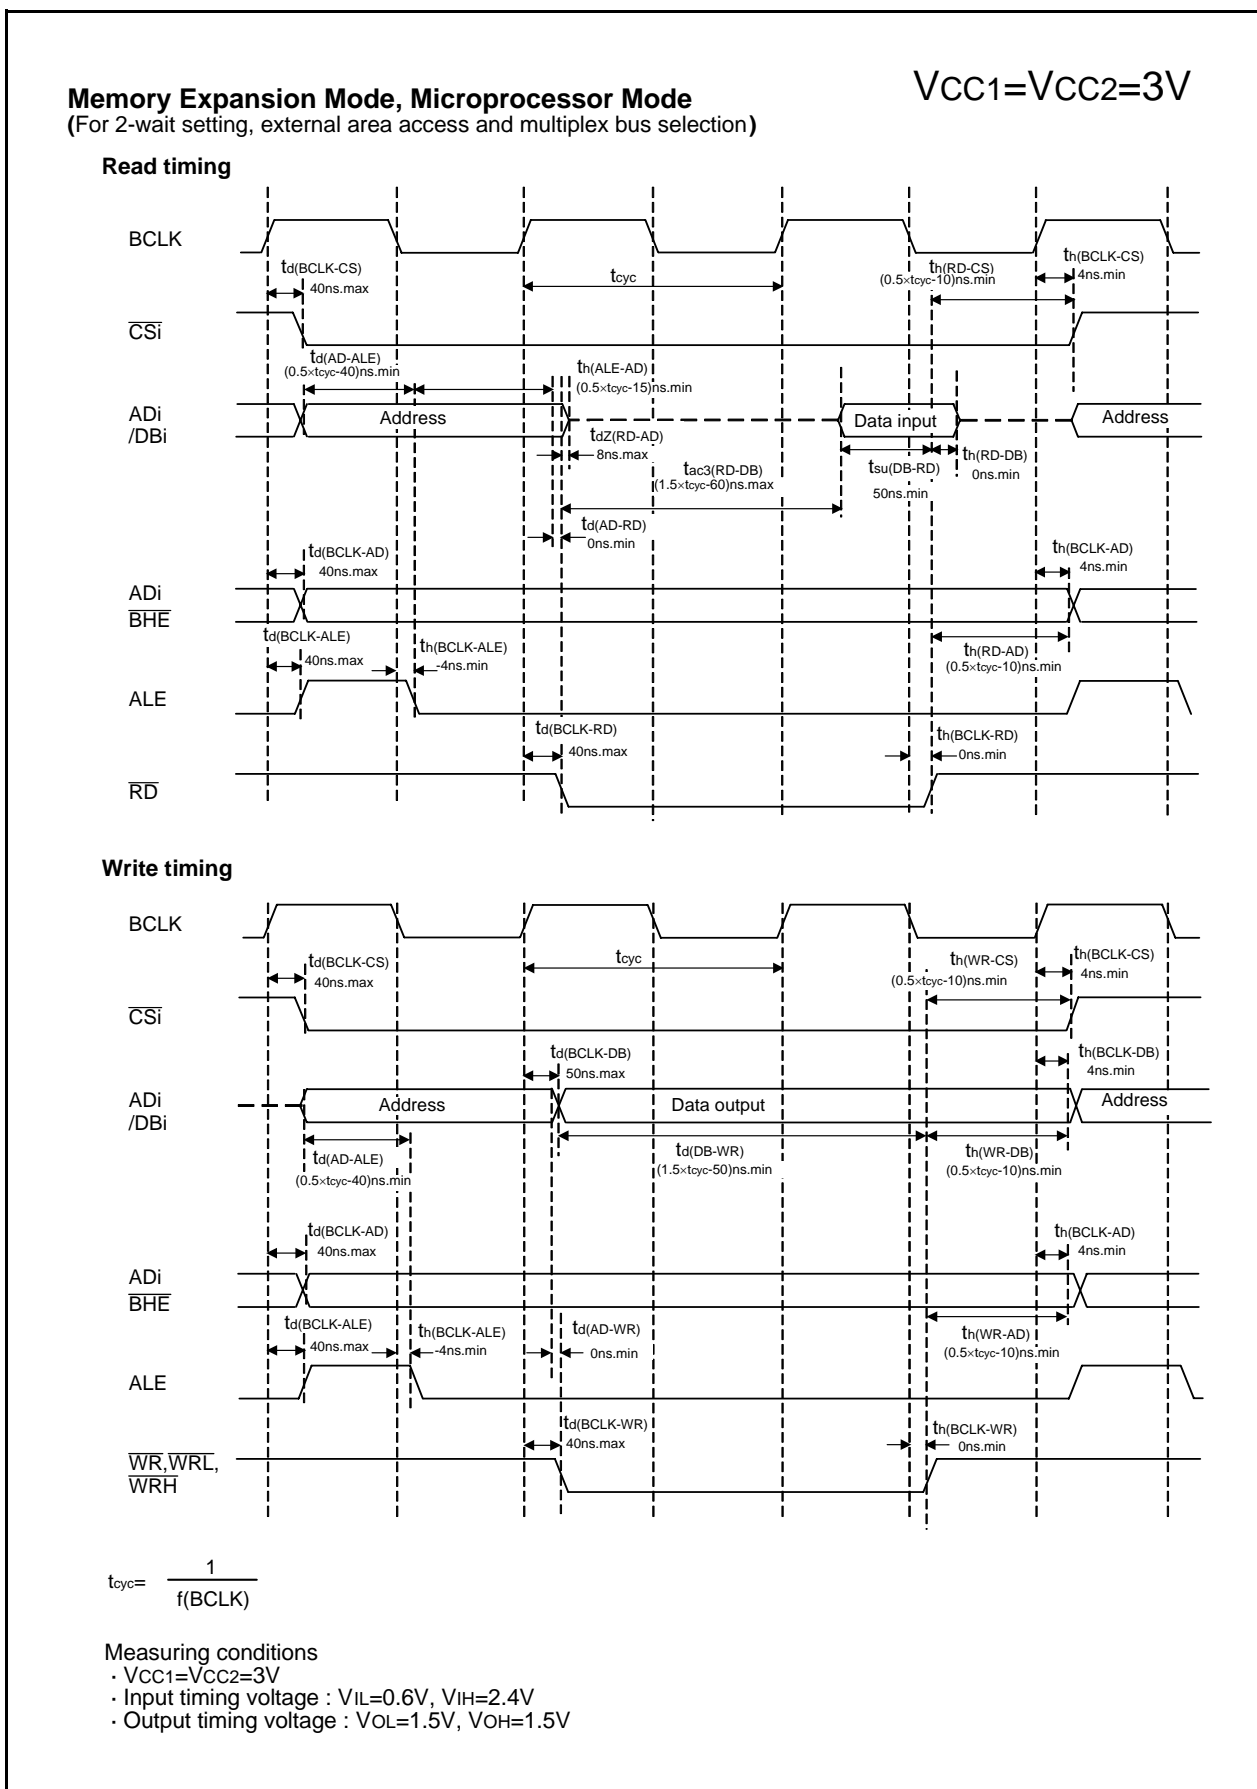 Memory Expansion Mode, Microprocessor Mode
VCC1=VCC2=3V
(For 2-wait setting, external area access and multiplex bus selection)
Read timing
BCLK
td(BCLK-CS)
40ns.max
tcyc
th(RD-CS)
(0.5×tcyc-10)ns.min
th(BCLK-CS)
4ns.min
CSi
td(AD-ALE)
(0.5×tcyc-40)ns.min
th(ALE-AD)
(0.5×tcyc-15)ns.min
ADi
/DBi
Address
Data input
Address
tdZ(RD-AD)
8ns.max
tac3(RD-DB)
(1.5×tcyc-60)ns.max
tsu(DB-RD)
50ns.min
th(RD-DB)
0ns.min
td(AD-RD)
0ns.min
td(BCLK-AD)
40ns.max
th(BCLK-AD)
4ns.min
ADi
BHE
td(BCLK-ALE)
40ns.max
th(BCLK-ALE)
-4ns.min
th(RD-AD)
(0.5×tcyc-10)ns.min
ALE
td(BCLK-RD)
40ns.max
th(BCLK-RD)
0ns.min
RD
Write timing
BCLK
td(BCLK-CS)
40ns.max
tcyc
th(WR-CS)
(0.5×tcyc-10)ns.min
th(BCLK-CS)
4ns.min
CSi
td(BCLK-DB)
50ns.max
th(BCLK-DB)
4ns.min
ADi
/DBi
Address
Data output
Address
td(AD-ALE)
(0.5×tcyc-40)ns.min
td(DB-WR)
(1.5×tcyc-50)ns.min
th(WR-DB)
(0.5×tcyc-10)ns.min
td(BCLK-AD)
40ns.max
th(BCLK-AD)
4ns.min
ADi
BHE
td(BCLK-ALE)
40ns.max
th(BCLK-ALE)
-4ns.min
td(AD-WR)
0ns.min
th(WR-AD)
(0.5×tcyc-10)ns.min
ALE
td(BCLK-WR)
40ns.max
th(BCLK-WR)
0ns.min
WR,WRL,
WRH
tcyc= 1
f(BCLK)
Measuring conditions
· VCC1=VCC2=3V
· Input timing voltage : VIL=0.6V, VIH=2.4V
· Output timing voltage : VOL=1.5V, VOH=1.5V